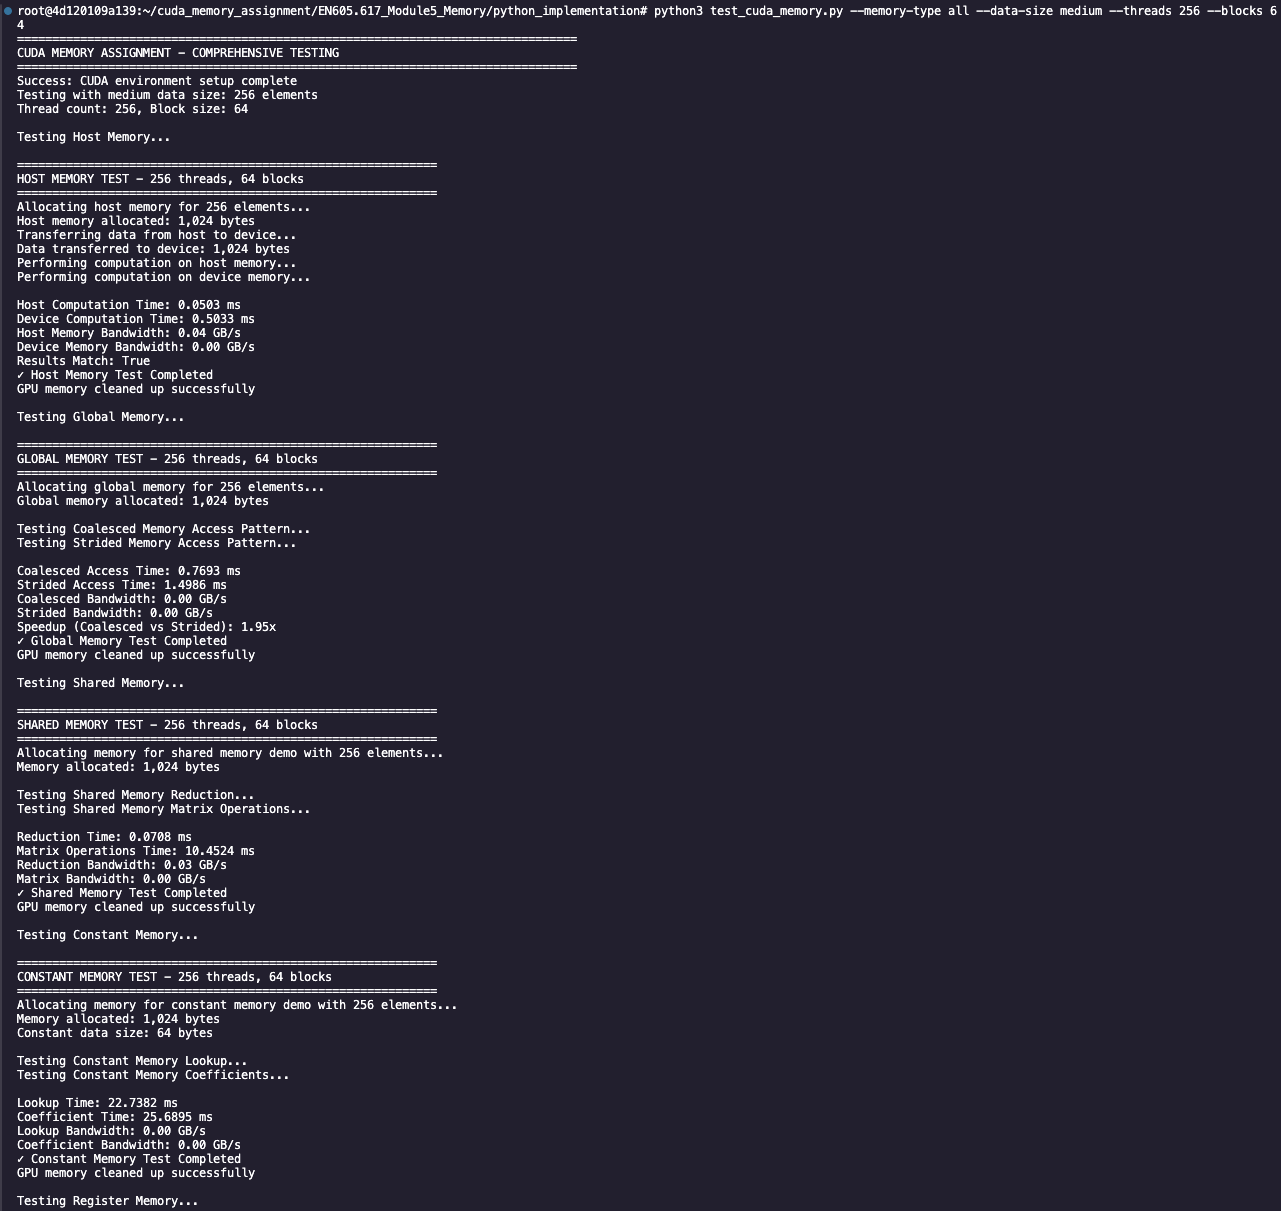 root@4d120109a139:~/cuda_memory_assignment/EN605.617_Module5_Memory/python_implementation# python3 test_cuda_memory.py --memory-type all --data-size medium --threads 256 --blocks 6
4
================================================================================
CUDA MEMORY ASSIGNMENT - COMPREHENSIVE TESTING
================================================================================
Success: CUDA environment setup complete
Testing with medium data size: 256 elements
Thread count: 256, Block size: 64
Testing Host Memory...
============================================================
HOST MEMORY TEST - 256 threads, 64 blocks
============================================================
Allocating host memory for 256 elements...
Host memory allocated: 1,024 bytes
Transferring data from host to device...
Data transferred to device: 1,024 bytes
Performing computation on host memory...
Performing computation on device memory...
Host Computation Time: 0.0503 ms
Device Computation Time: 0.5033 ms
Host Memory Bandwidth: 0.04 GB/s
Device Memory Bandwidth: 0.00 GB/s
Results Match: True
✓ Host Memory Test Completed
GPU memory cleaned up successfully
Testing Global Memory...
============================================================
GLOBAL MEMORY TEST - 256 threads, 64 blocks
============================================================
Allocating global memory for 256 elements...
Global memory allocated: 1,024 bytes
Testing Coalesced Memory Access Pattern...
Testing Strided Memory Access Pattern...
Coalesced Access Time: 0.7693 ms
Strided Access Time: 1.4986 ms
Coalesced Bandwidth: 0.00 GB/s
Strided Bandwidth: 0.00 GB/s
Speedup (Coalesced vs Strided): 1.95x
✓ Global Memory Test Completed
GPU memory cleaned up successfully
Testing Shared Memory...
============================================================
SHARED MEMORY TEST - 256 threads, 64 blocks
============================================================
Allocating memory for shared memory demo with 256 elements...
Memory allocated: 1,024 bytes
Testing Shared Memory Reduction...
Testing Shared Memory Matrix Operations...
Reduction Time: 0.0708 ms
Matrix Operations Time: 10.4524 ms
Reduction Bandwidth: 0.03 GB/s
Matrix Bandwidth: 0.00 GB/s
✓ Shared Memory Test Completed
GPU memory cleaned up successfully
Testing Constant Memory...
============================================================
CONSTANT MEMORY TEST - 256 threads, 64 blocks
============================================================
Allocating memory for constant memory demo with 256 elements...
Memory allocated: 1,024 bytes
Constant data size: 64 bytes
Testing Constant Memory Lookup...
Testing Constant Memory Coefficients...
Lookup Time: 22.7382 ms
Coefficient Time: 25.6895 ms
Lookup Bandwidth: 0.00 GB/s
Coefficient Bandwidth: 0.00 GB/s
✓ Constant Memory Test Completed
GPU memory cleaned up successfully
Testing Register Memory...